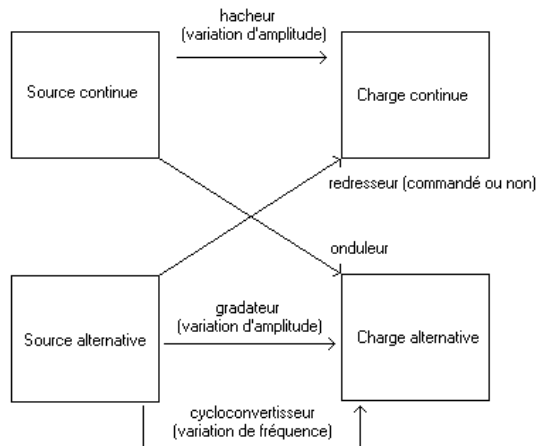 hacheur
(variation d'amplitude)
Source continue
Charge continue
redresseur (commandé ou non)
onduleur
gradateur
(variation d'amplitude)
Source alternative
Charge alternative
cycloconvertisseur
(variation de fréquence)